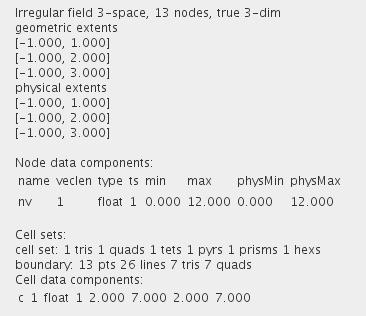 Irregular field 3-space, 13 nodes, true 3-dim
geometric extents
[-1.000, 1.000]
[-1.000, 2.000]
[-1.000, 3.000]
physical extents
[-1.000, 1.000]
[-1.000, 2.000]
[-1.000, 3.000]
Node data components:
name veclen type ts min max physMin physMax
nv 1 float 1 0.000 12.000 0.000 12.000
Cell sets:
cell set: 1 tris 1 quads 1 tets 1 pyrs 1 prisms 1 hexs
boundary: 13 pts 26 lines 7 tris 7 quads
Cell data components:
c 1 float 1 2.000 7.000 2.000 7.000